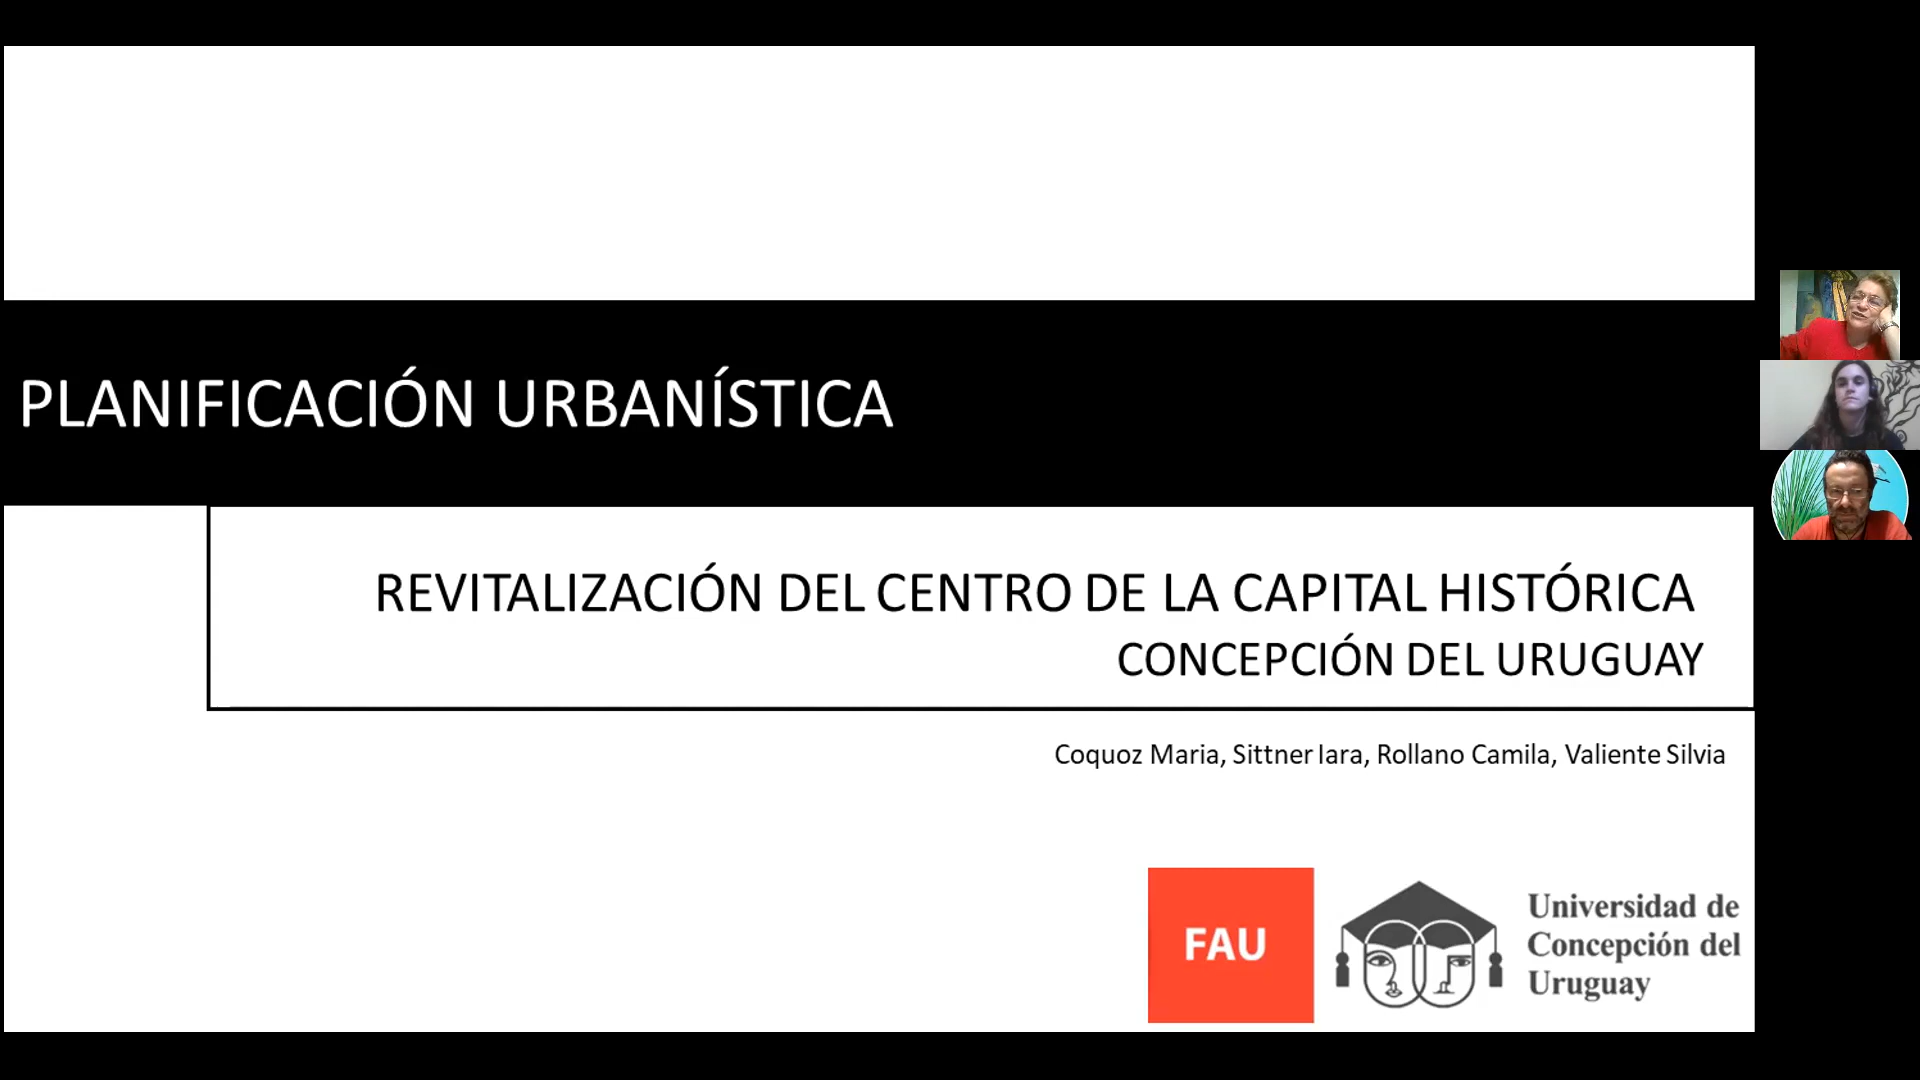 PLANIFICACIÓN URBANÍSTICA
REVITALIZACIÓN DEL CENTRO DE LA CAPITAL HISTÓRICA
CONCEPCIÓN DEL URUGUAY
Coquoz Maria, Sittner Iara, Rollano Camila, Valiente Silvia
FAU
Universidad de
Concepción del
Uruguay